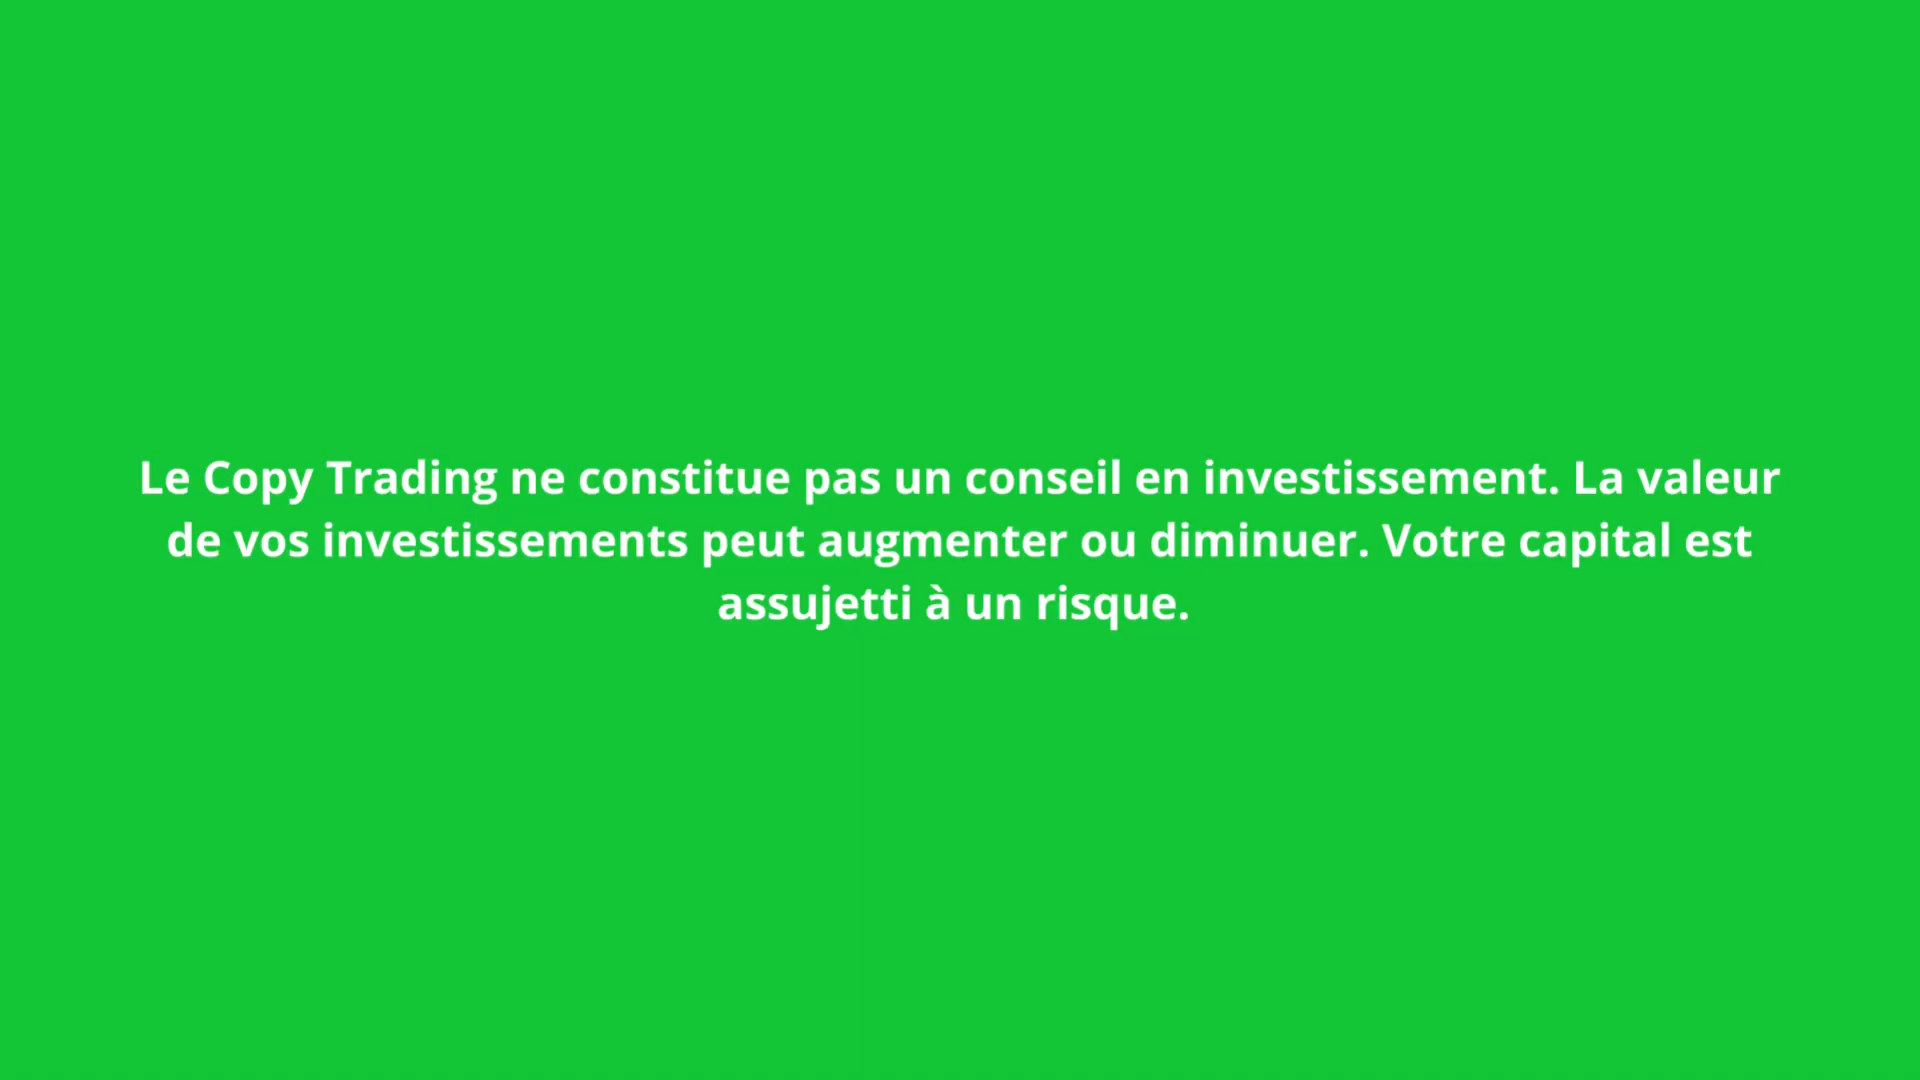 Le Copy Trading ne constitue pas un conseil en investissement. La valeur
de vos investissements peut augmenter ou diminuer. Votre capital est
assujetti à un risque.